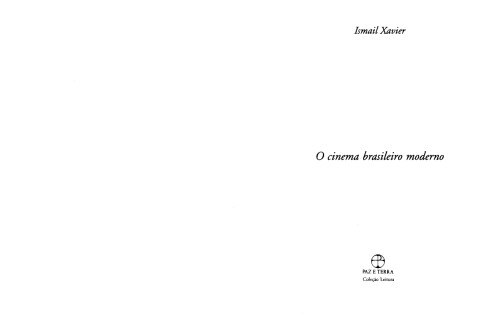 Ismail Xavier
O cinema brasileiro moderno
PAZ E TERRA
Coleção Leitura